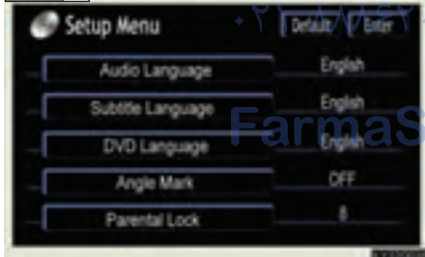 Setup Menu
Default Enter
Audio Language English
Subtitle Language English
DVD Language English
Angle Mark OFF
Parental Lock 8
FarmaS